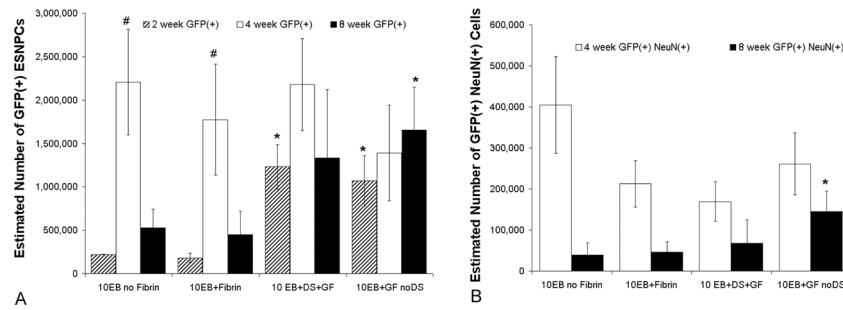 3,000,000
2,500,000
2,000,000
1,500,000
1,000,000
500,000
0
Estimated Number of GFP(+) ESNPCs
2 week GFP(+) 4 week GFP(+) 8 week GFP(+)
#
#
*
*
*
10EB no Fibrin 10EB+Fibrin 10 EB+DS+GF 10EB+GF noDS
A
600,000
500,000
400,000
300,000
200,000
100,000
0
Estimated Number of GFP(+) NeuN(+) Cells
4 week GFP(+) NeuN(+) 8 week GFP(+) NeuN(+)
*
10EB no Fibrin 10EB+Fibrin 10 EB+DS+GF 10EB+GF noDS
B